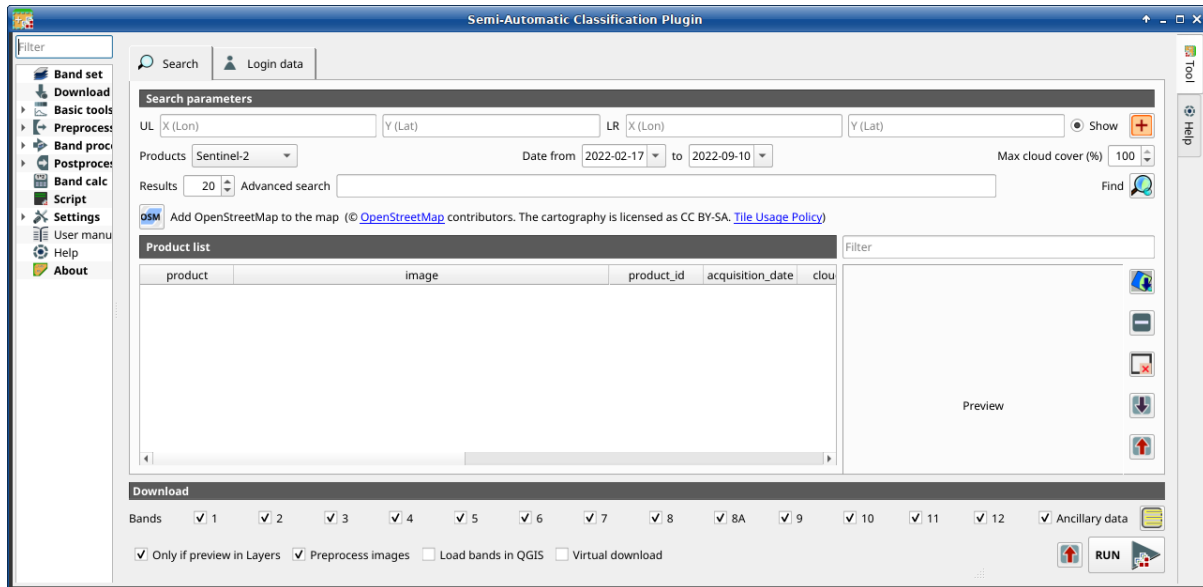 Semi-Automatic Classification Plugin
Filter
Band set
Download
Basic tools
Preprocess
Band proc
Postproces
Band calc
Script
Settings
User manu
Help
About
Search
Login data
Search parameters
UL X (Lon) Y (Lat) LR X (Lon) Y (Lat) Show
Products Sentinel-2 Date from 2022-02-17 to 2022-09-10 Max cloud cover (%) 100
Results 20 Advanced search Find
OSM Add OpenStreetMap to the map (© OpenStreetMap contributors. The cartography is licensed as CC BY-SA. Tile Usage Policy)
Product list Filter
product image product_id acquisition_date clou
Preview
Download
Bands 1 2 3 4 5 6 7 8 8A 9 10 11 12 Ancillary data
Only if preview in Layers Preprocess images Load bands in QGIS Virtual download RUN
Tool
Help